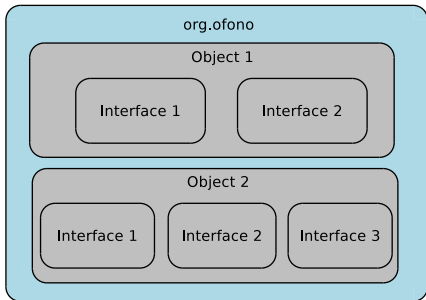 org.ofono
Object 1
Interface 1 Interface 2
Object 2
Interface 1 Interface 2 Interface 3